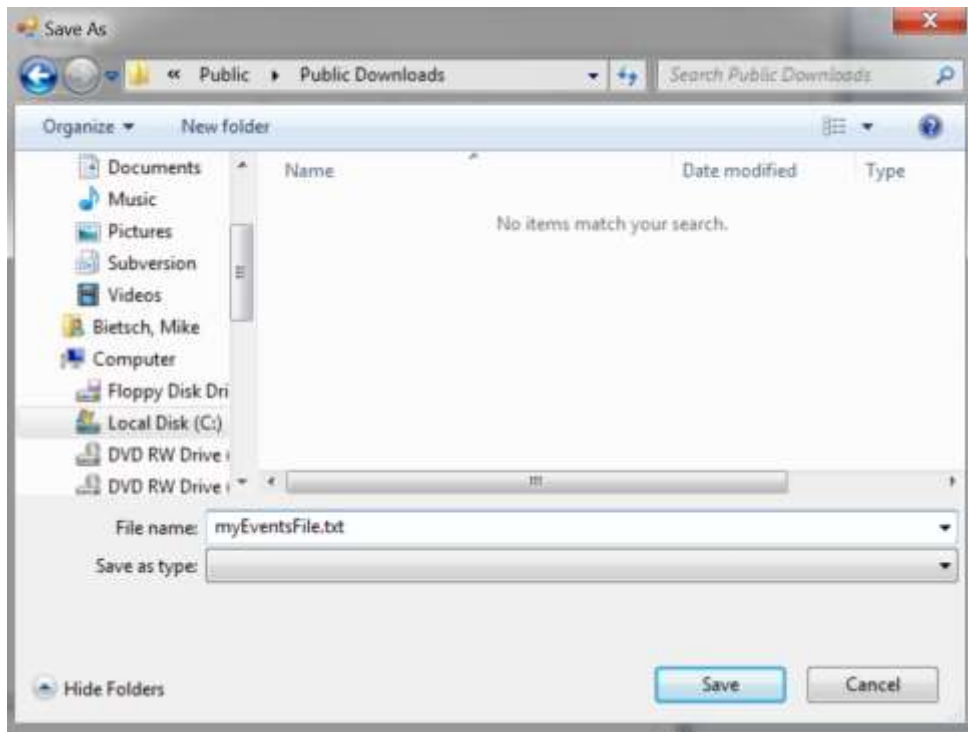 Save As
« Public ▸ Public Downloads
Search Public Downloads
Organize New folder
Name Date modified Type
No items match your search.
Documents
Music
Pictures
Subversion
Videos
Bietsch, Mike
Computer
Floppy Disk Dri
Local Disk (C:)
DVD RW Drive (
DVD RW Drive (
File name: myEventsFile.txt
Save as type:
Hide Folders Save Cancel